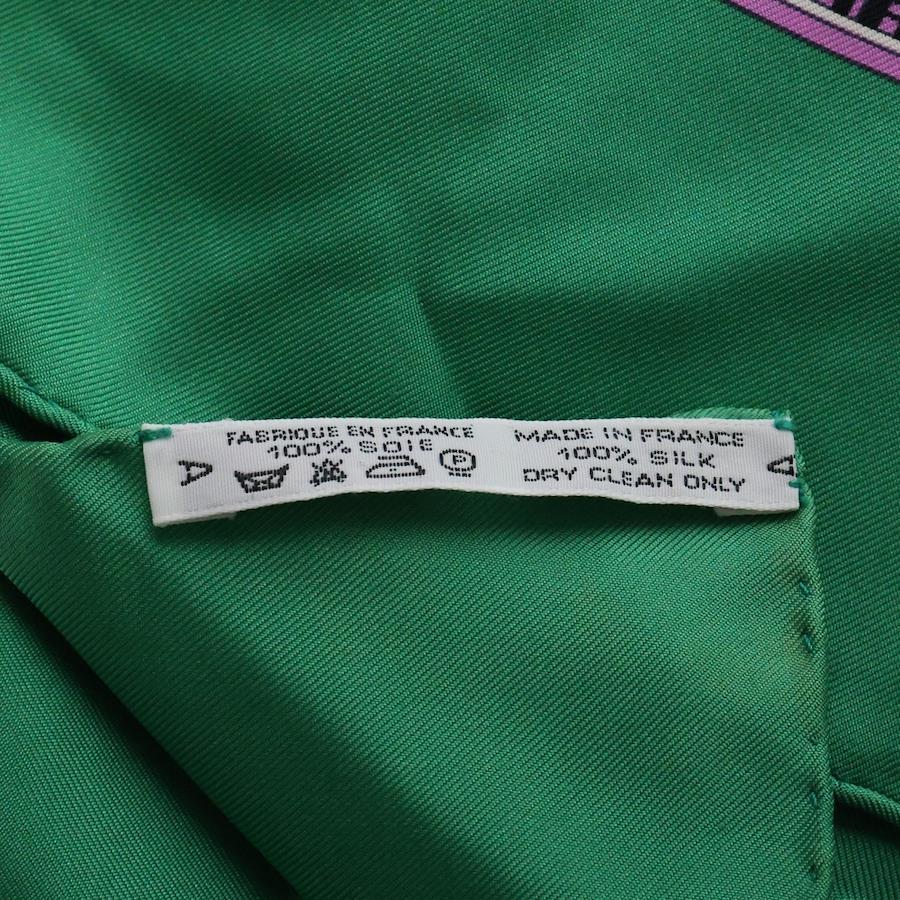 A
FABRIQUE EN FRANCE
100% SOIE
MADE IN FRANCE
100% SILK
DRY CLEAN ONLY
A